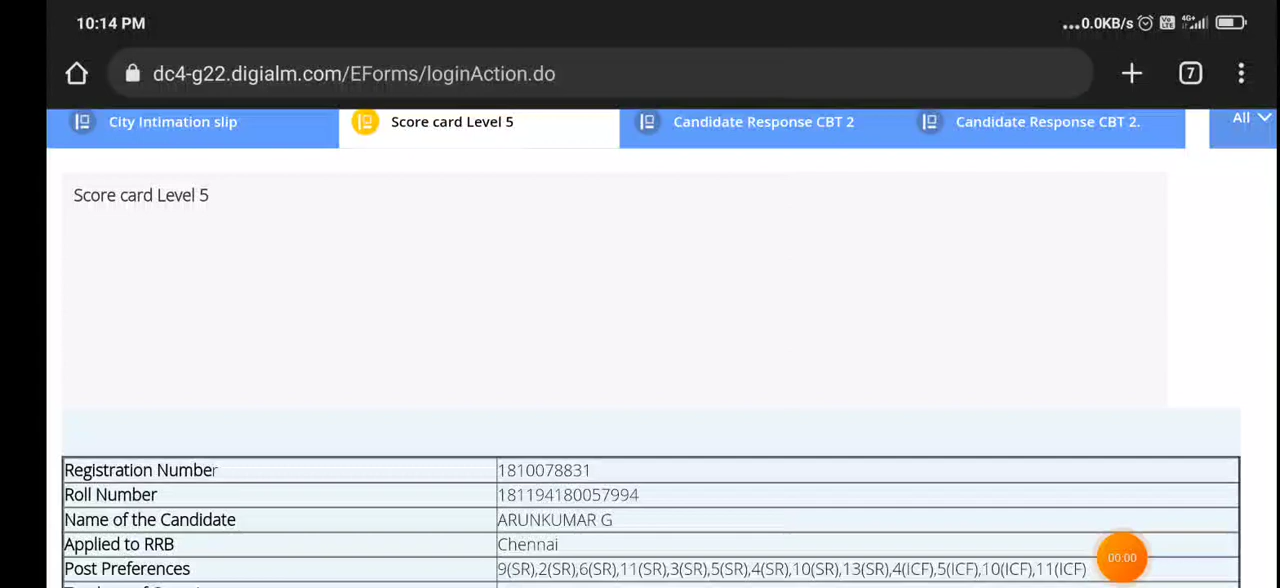 10:14 PM
...0.0KB/s Vo LTE 4G+
dc4-g22.digialm.com/EForms/loginAction.do
7
City Intimation slip
Score card Level 5
Candidate Response CBT 2
Candidate Response CBT 2.
All
Score card Level 5
Registration Number 1810078831
Roll Number 181194180057994
Name of the Candidate ARUNKUMAR G
Applied to RRB Chennai
Post Preferences 9(SR),2(SR),6(SR),11(SR),3(SR),5(SR),4(SR),10(SR),13(SR),4(ICF),5(ICF),10(ICF),11(ICF)
00:00